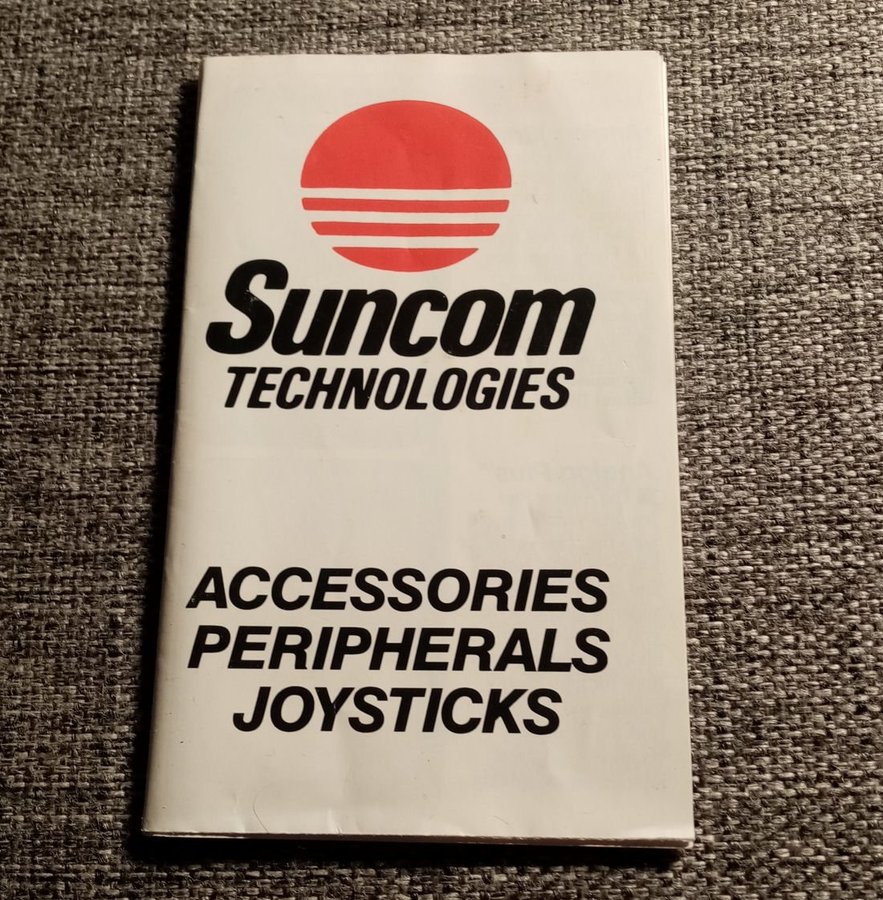 Suncom
TECHNOLOGIES
ACCESSORIES
PERIPHERALS
JOYSTICKS